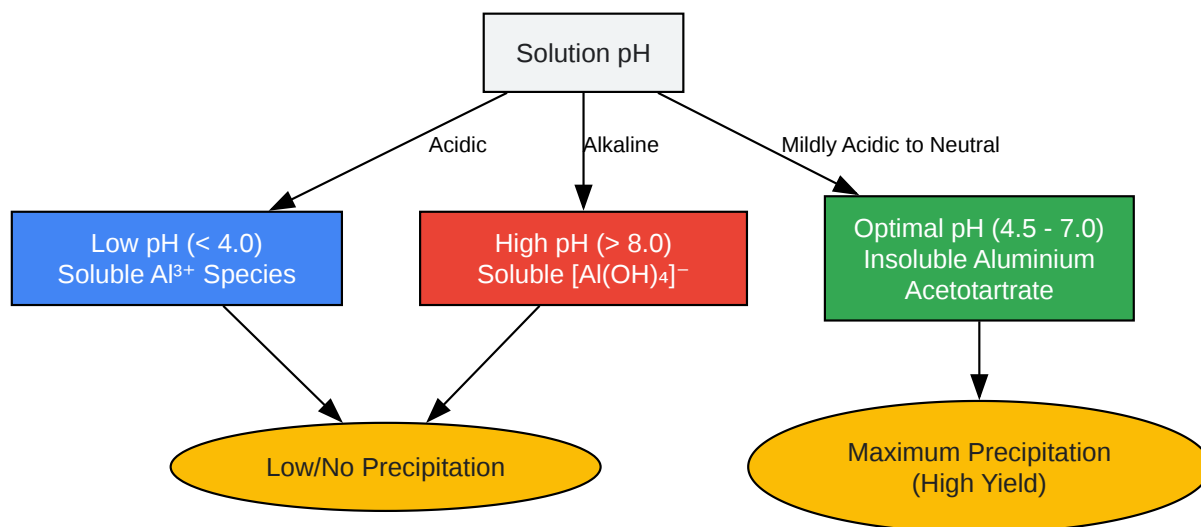 Solution pH
Acidic
Alkaline
Mildly Acidic to Neutral
Low pH (< 4.0)
Soluble Al³⁺ Species
High pH (> 8.0)
Soluble [Al(OH)₄]⁻
Optimal pH (4.5 - 7.0)
Insoluble Aluminium
Acetotartrate
Low/No Precipitation
Maximum Precipitation
(High Yield)